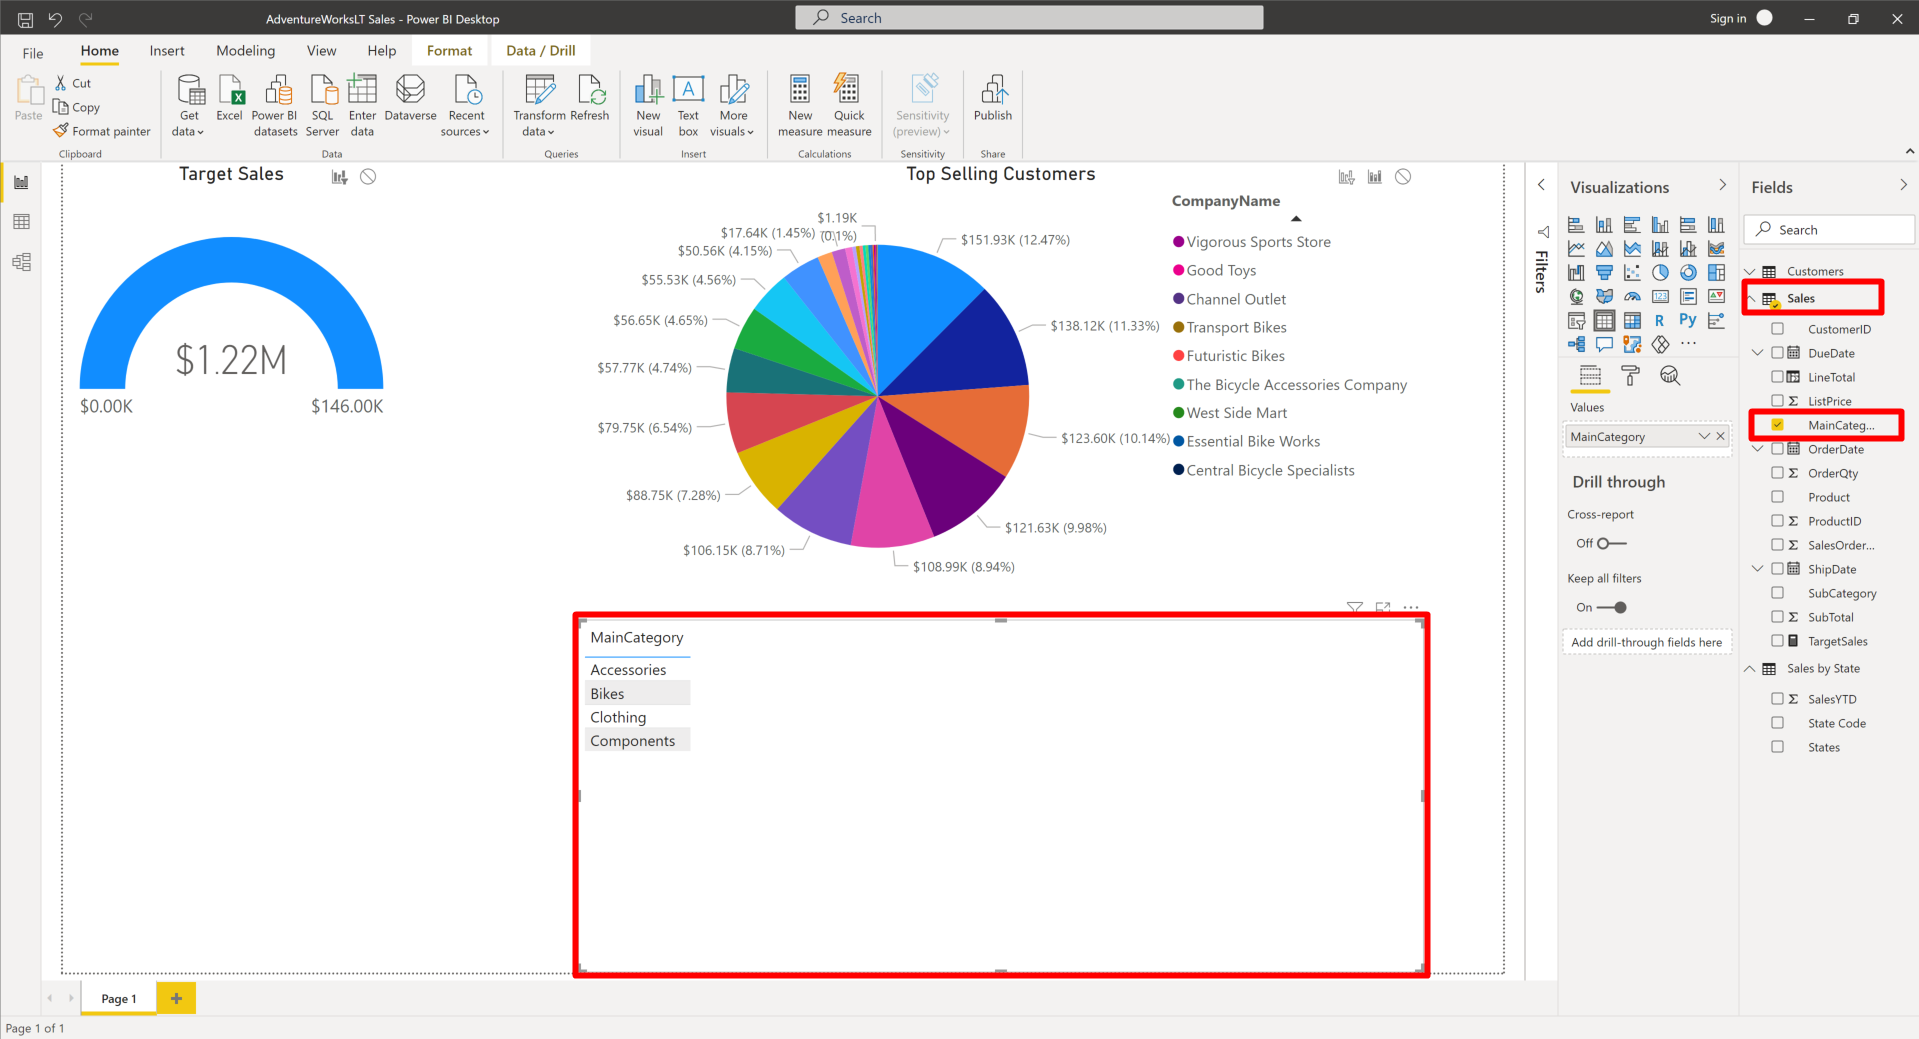 AdventureWorksLT Sales - Power BI Desktop
Search
Sign in
File
Home
Insert
Modeling
View
Help
Format
Data / Drill
Paste
Cut
Copy
Format painter
Clipboard
Get data
Excel
Power BI datasets
SQL Server
Enter data
Dataverse
Recent sources
Data
Transform data
Refresh
Queries
New visual
A
Text box
More visuals
Insert
New measure
Quick measure
Calculations
Sensitivity (preview)
Sensitivity
Publish
Share
Target Sales
$1.22M
$0.00K
$146.00K
Top Selling Customers
$1.19K
(0.1%)
$17.64K (1.45%)
$50.56K (4.15%)
$55.53K (4.56%)
$56.65K (4.65%)
$57.77K (4.74%)
$79.75K (6.54%)
$88.75K (7.28%)
$106.15K (8.71%)
$108.99K (8.94%)
$121.63K (9.98%)
$123.60K (10.14%)
$138.12K (11.33%)
$151.93K (12.47%)
CompanyName
Vigorous Sports Store
Good Toys
Channel Outlet
Transport Bikes
Futuristic Bikes
The Bicycle Accessories Company
West Side Mart
Essential Bike Works
Central Bicycle Specialists
MainCategory
Accessories
Bikes
Clothing
Components
Filters
Visualizations
123
R
Py
Values
MainCategory
Drill through
Cross-report
Off
Keep all filters
On
Add drill-through fields here
Fields
Search
Customers
Sales
CustomerID
DueDate
LineTotal
Σ ListPrice
MainCateg...
OrderDate
Σ OrderQty
Product
Σ ProductID
Σ SalesOrder...
ShipDate
SubCategory
Σ SubTotal
TargetSales
Sales by State
Σ SalesYTD
State Code
States
Page 1
Page 1 of 1